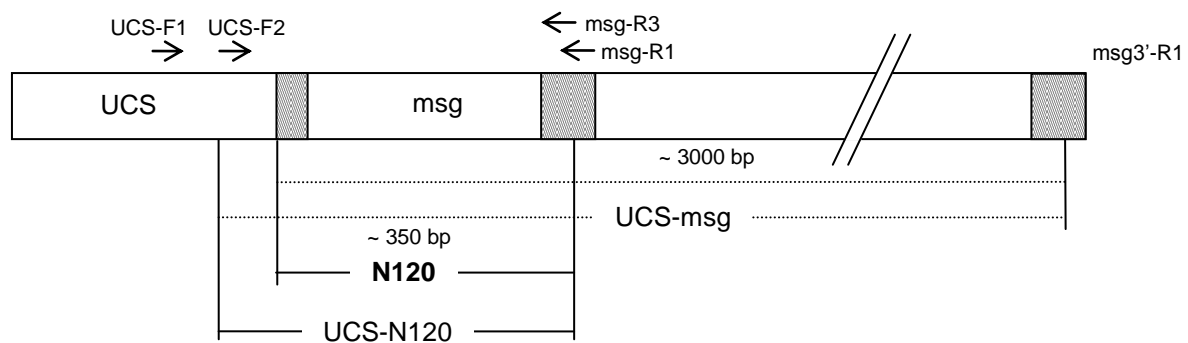 UCS-F1 UCS-F2 msg-R3
msg-R1 msg3'-R1
UCS msg
~ 3000 bp
UCS-msg
~ 350 bp
N120
UCS-N120